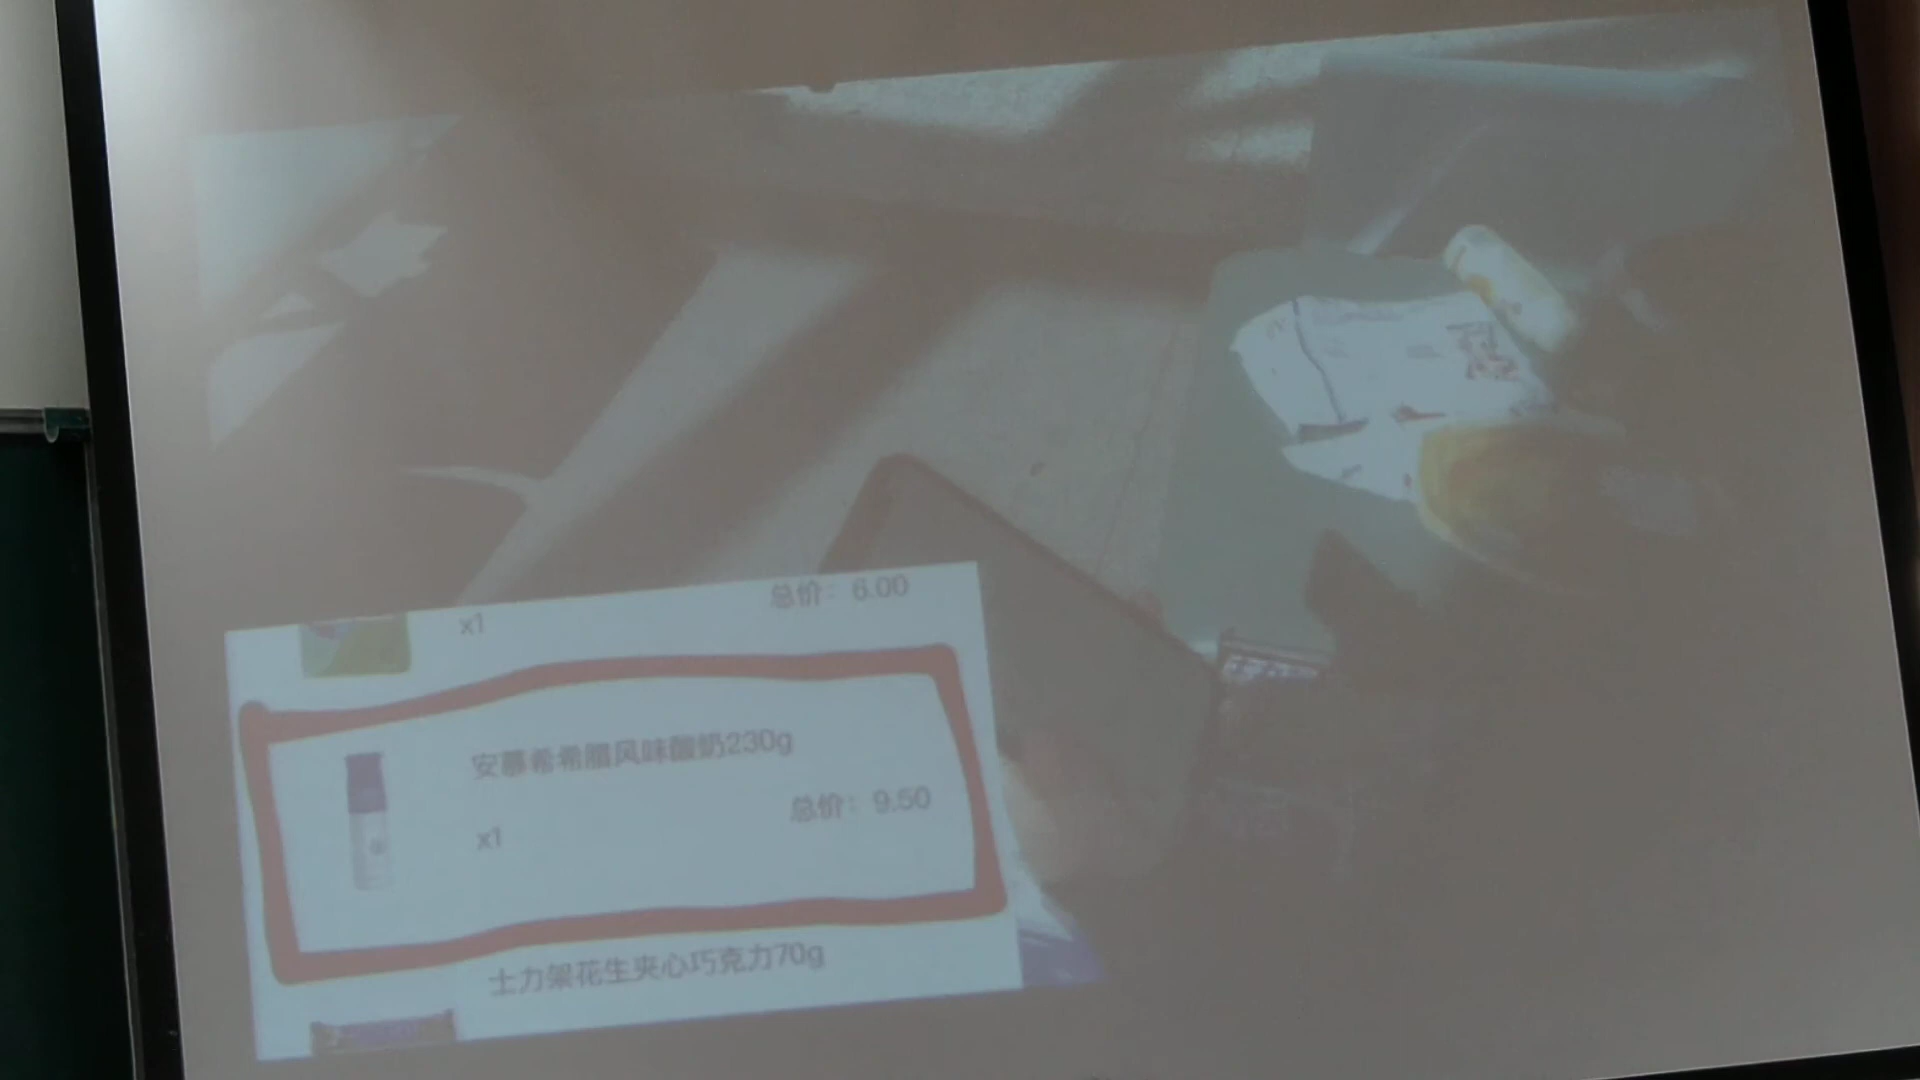 总价：6.00
x1
安慕希希腊风味酸奶230g
总价：9.50
x1
士力架花生夹心巧克力70g